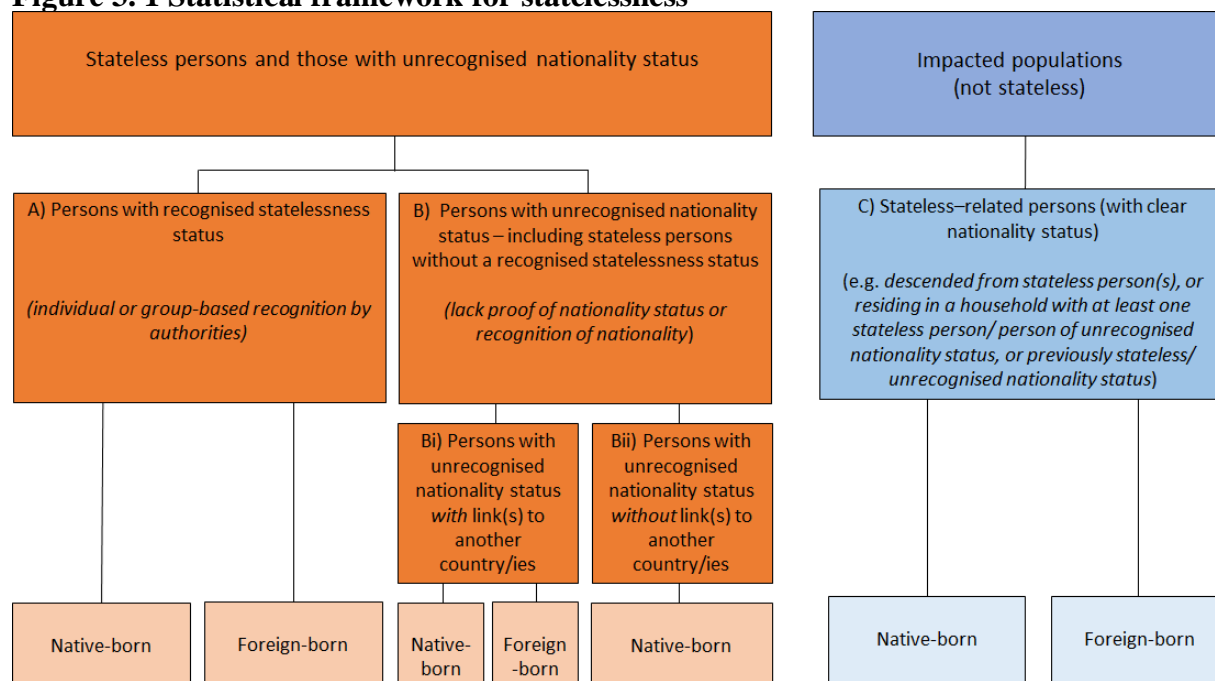 Figure 3. 1 Statistical framework for statelessness
Stateless persons and those with unrecognised nationality status
Impacted populations
(not stateless)
A) Persons with recognised statelessness
status
(individual or group-based recognition by
authorities)
B) Persons with unrecognised nationality
status – including stateless persons
without a recognised statelessness status
(lack proof of nationality status or
recognition of nationality)
C) Stateless–related persons (with clear
nationality status)
(e.g. descended from stateless person(s), or
residing in a household with at least one
stateless person/ person of unrecognised
nationality status, or previously stateless/
unrecognised nationality status)
Bi) Persons with
unrecognised
nationality status
with link(s) to
another
country/ies
Bii) Persons with
unrecognised
nationality status
without link(s) to
another
country/ies
Native-born
Foreign-born
Native-
born
Foreign
-born
Native-born
Native-born
Foreign-born